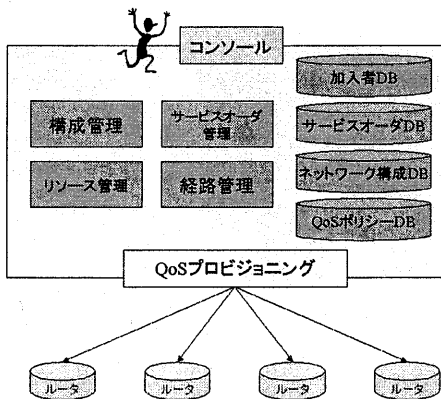 コンソール
加入者DB
構成管理
サービスオーダ
管理
サービスオーダDB
リソース管理
経路管理
ネットワーク構成DB
QoSポリシーDB
QoSプロビジョニング
ルータ
ルータ
ルータ
ルータ